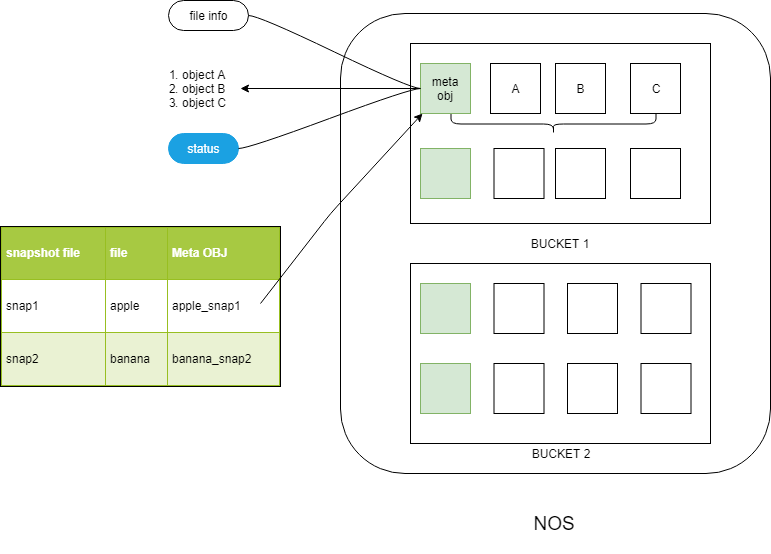 file info
1. object A
2. object B
3. object C
status
meta
obj
A
B
C
BUCKET 1
snapshot file file Meta OBJ
snap1 apple apple_snap1
snap2 banana banana_snap2
BUCKET 2
NOS